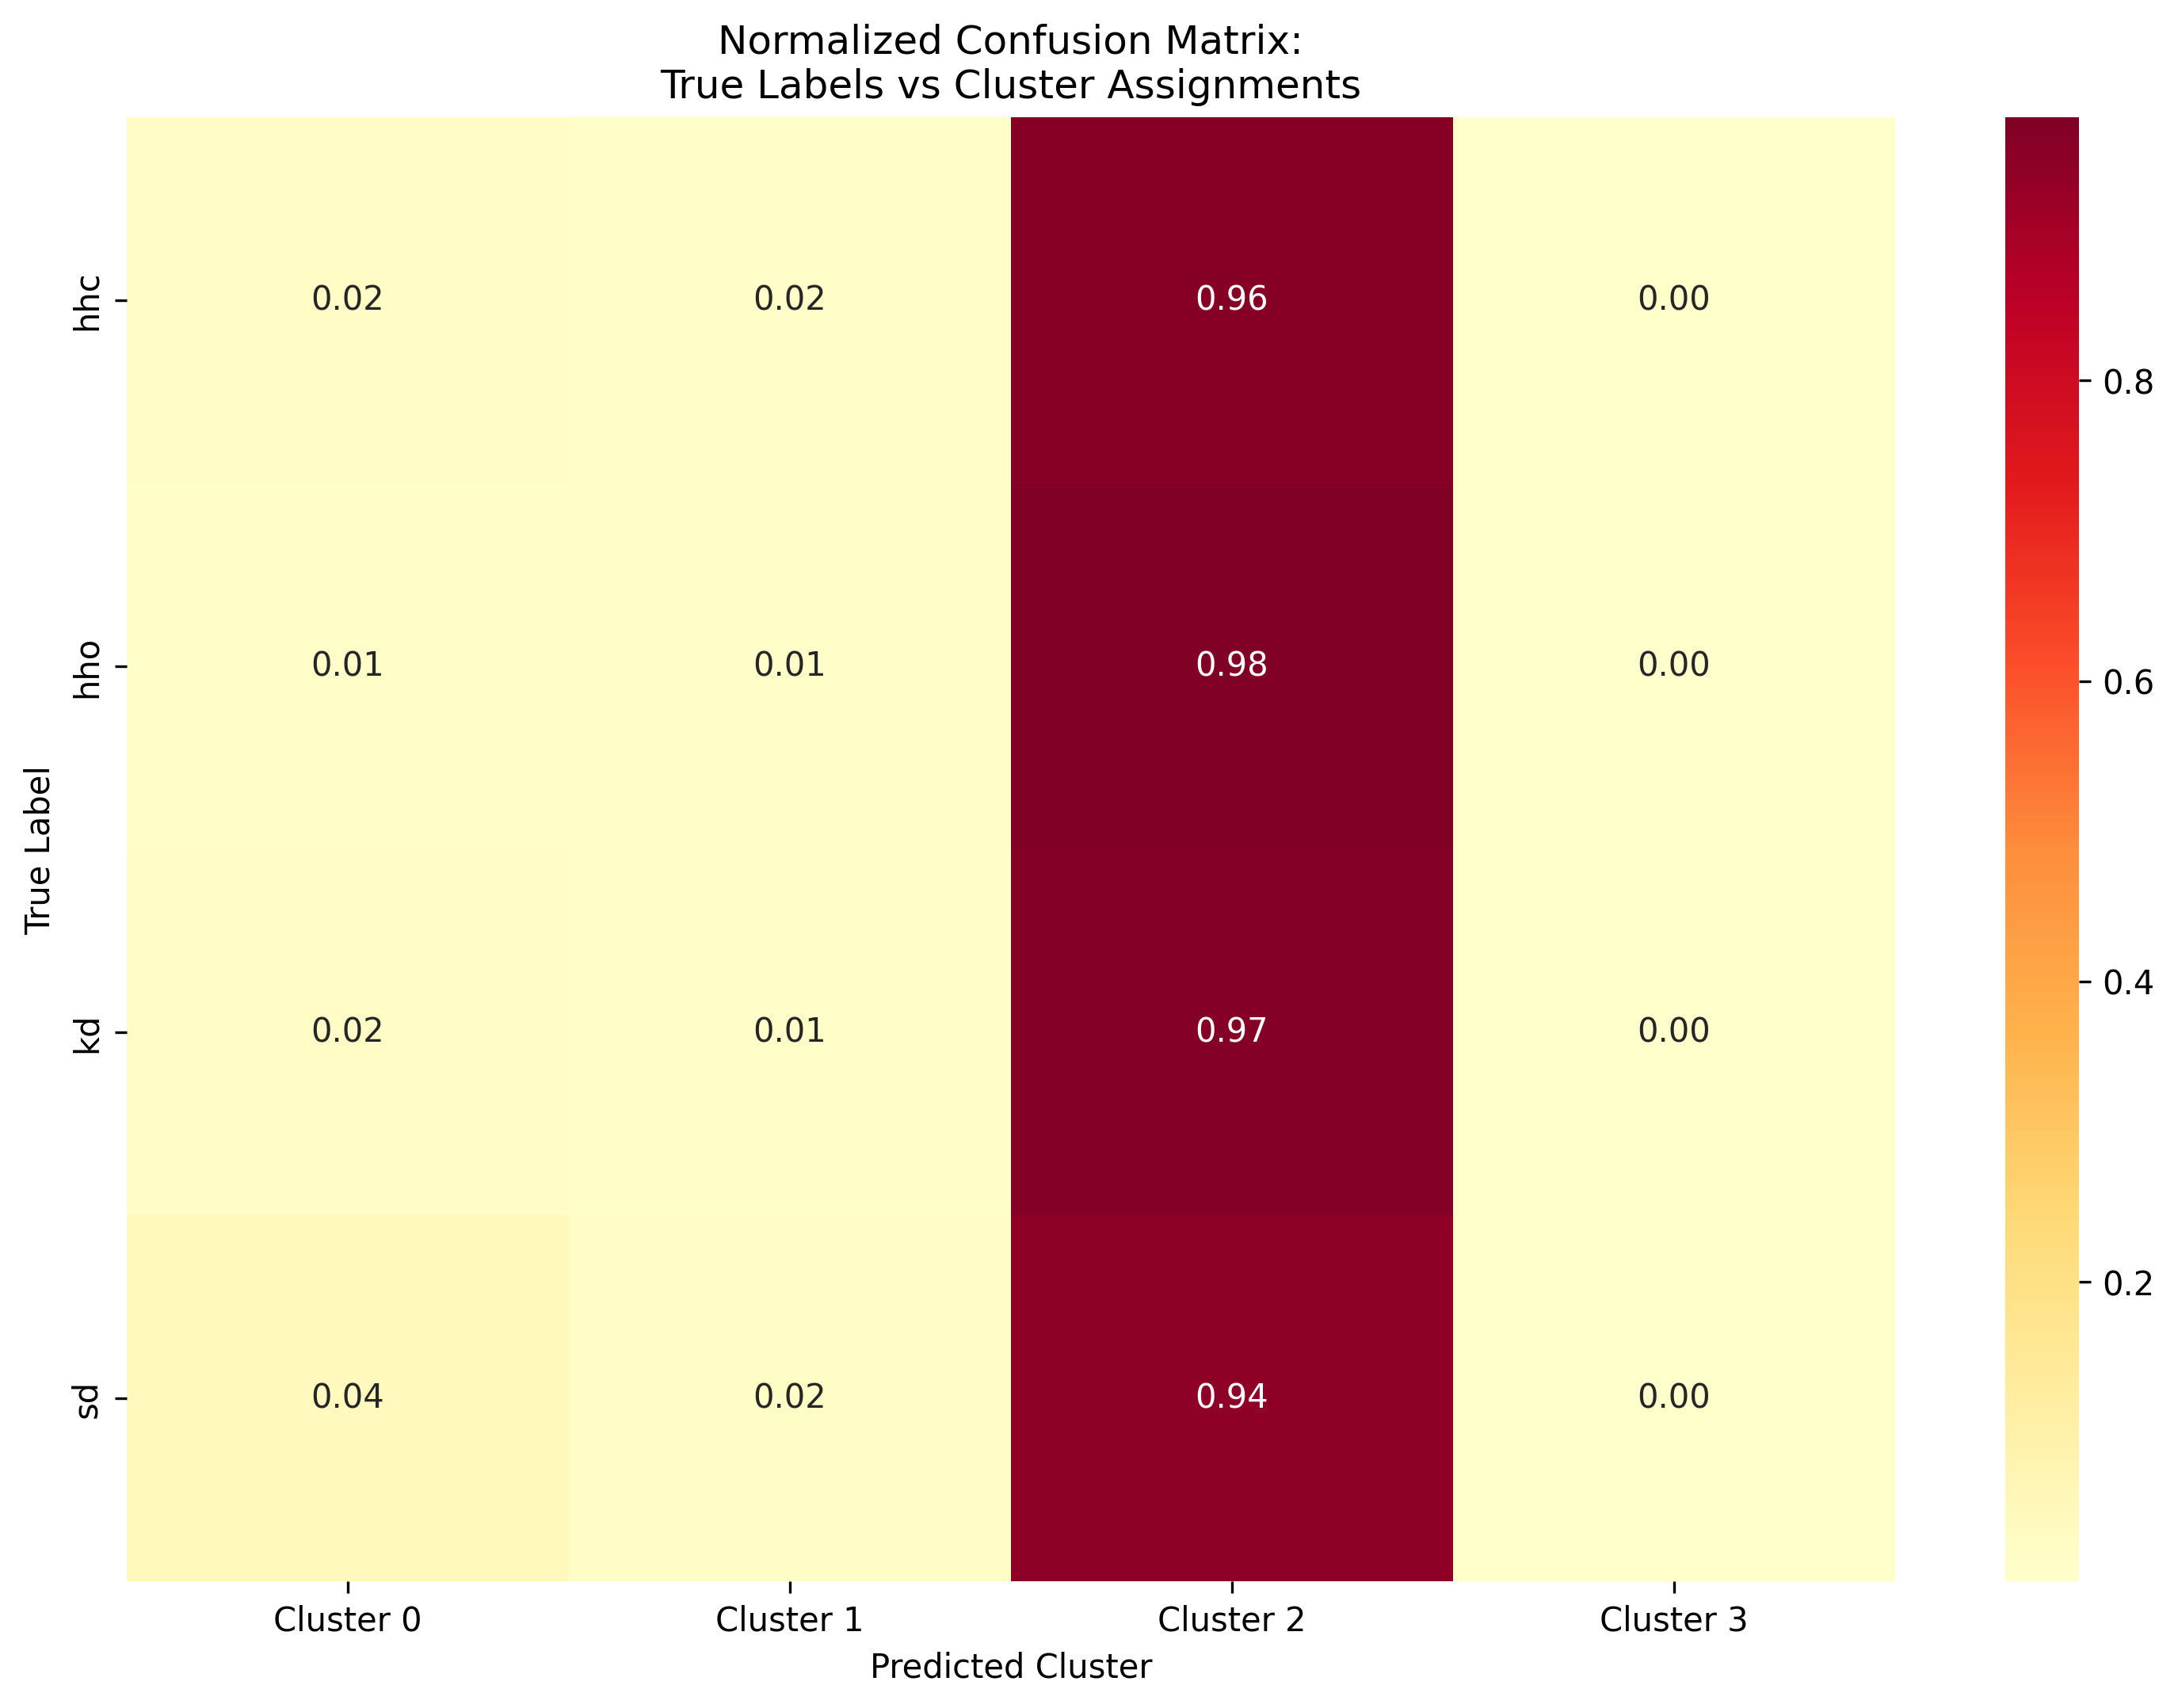 Normalized Confusion Matrix:
True Labels vs Cluster Assignments
True Label
hhc
0.02 0.02 0.96 0.00
hho
0.01 0.01 0.98 0.00
kd
0.02 0.01 0.97 0.00
sd
0.04 0.02 0.94 0.00
Cluster 0 Cluster 1 Cluster 2 Cluster 3
Predicted Cluster
0.8
0.6
0.4
0.2